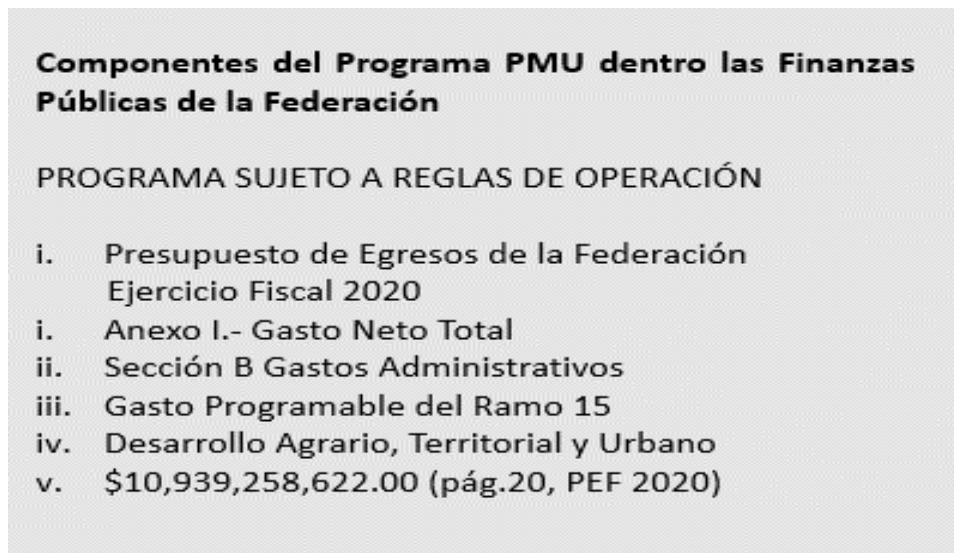 Componentes del Programa PMU dentro las Finanzas
Públicas de la Federación
PROGRAMA SUJETO A REGLAS DE OPERACIÓN
i. Presupuesto de Egresos de la Federación
Ejercicio Fiscal 2020
i. Anexo I.- Gasto Neto Total
ii. Sección B Gastos Administrativos
iii. Gasto Programable del Ramo 15
iv. Desarrollo Agrario, Territorial y Urbano
v. $10,939,258,622.00 (pág.20, PEF 2020)